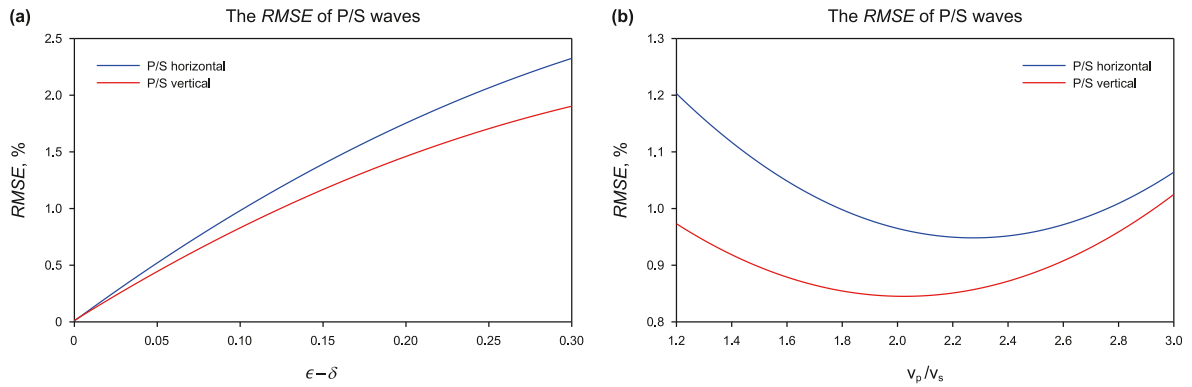 (a)
The RMSE of P/S waves
2.5
2.0
1.5
1.0
0.5
0
RMSE, %
P/S horizontal
P/S vertical
0
0.05
0.10
0.15
0.20
0.25
0.30
ϵ−δ
(b)
The RMSE of P/S waves
1.3
1.2
1.1
1.0
0.9
0.8
RMSE, %
P/S horizontal
P/S vertical
1.2
1.4
1.6
1.8
2.0
2.2
2.4
2.6
2.8
3.0
vp/vs